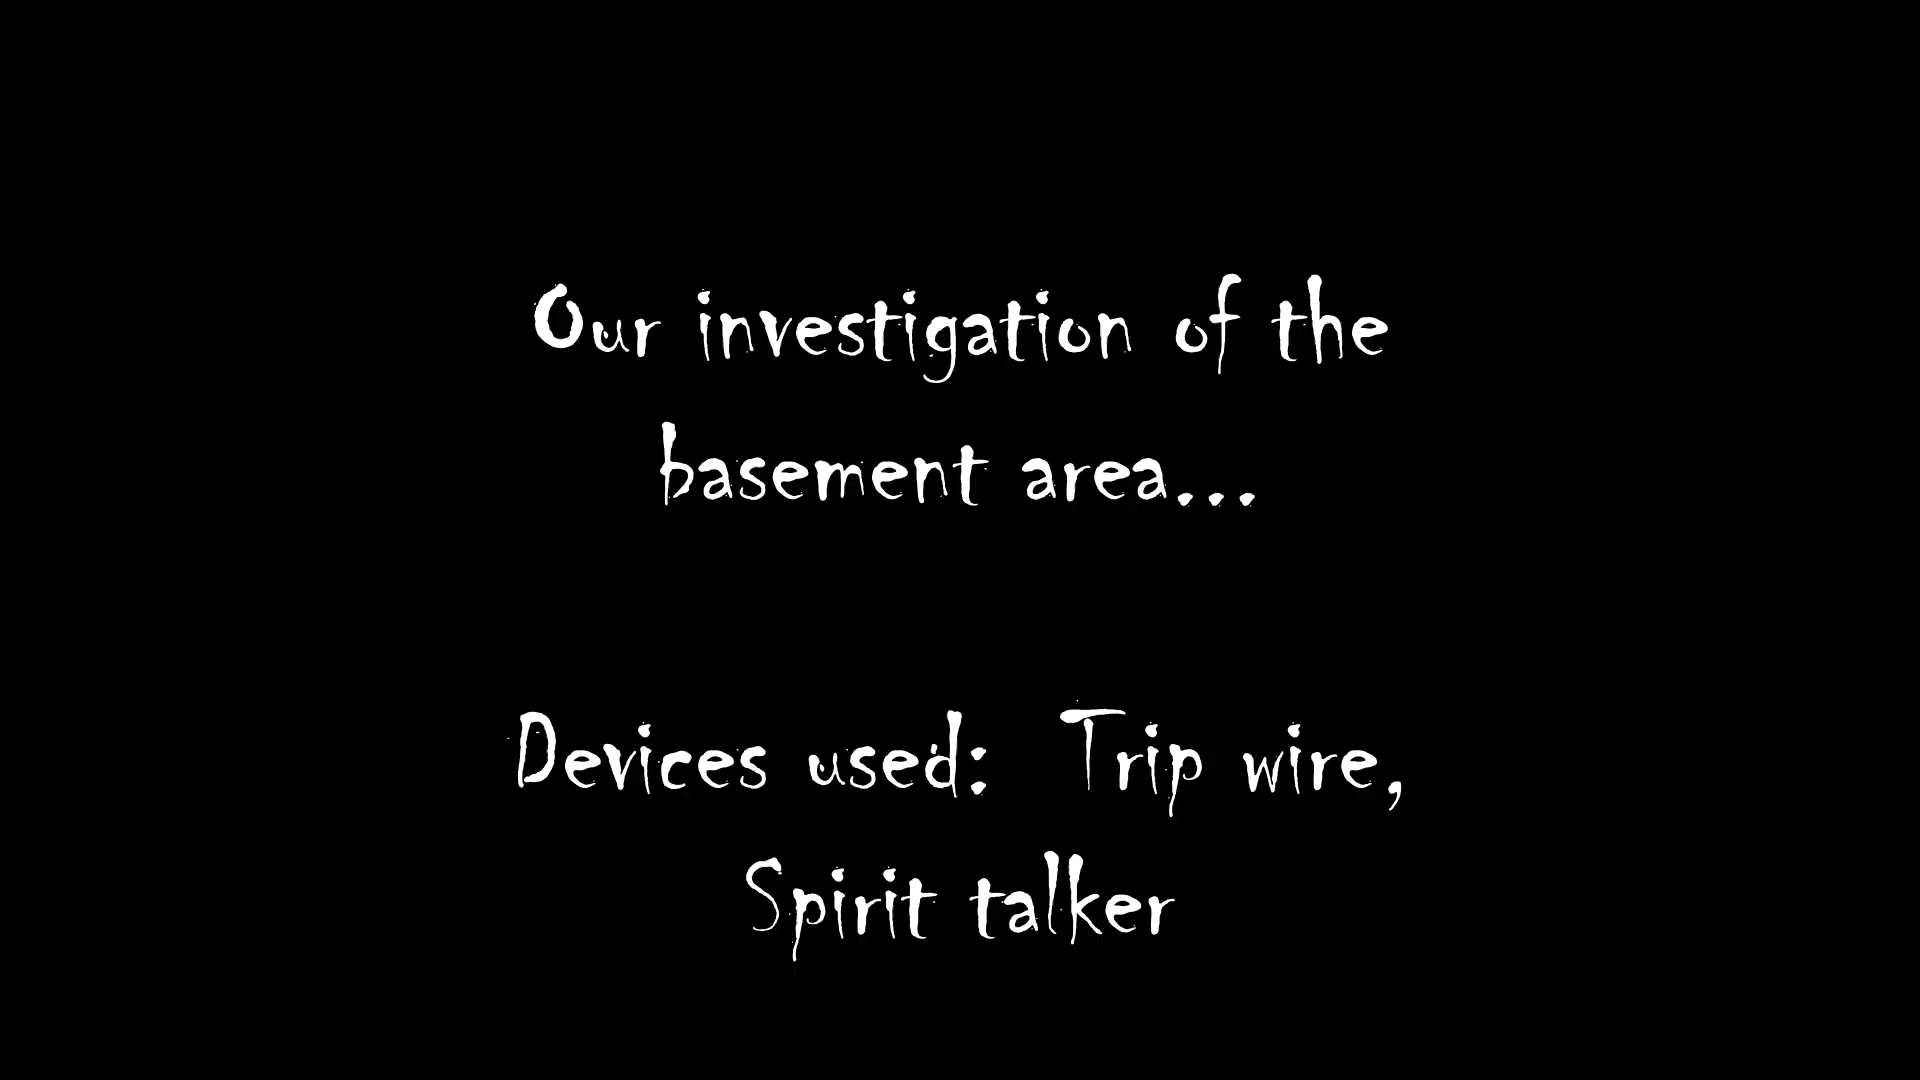 Our investigation of the
basement area...
Devices used: Trip wire,
Spirit talker